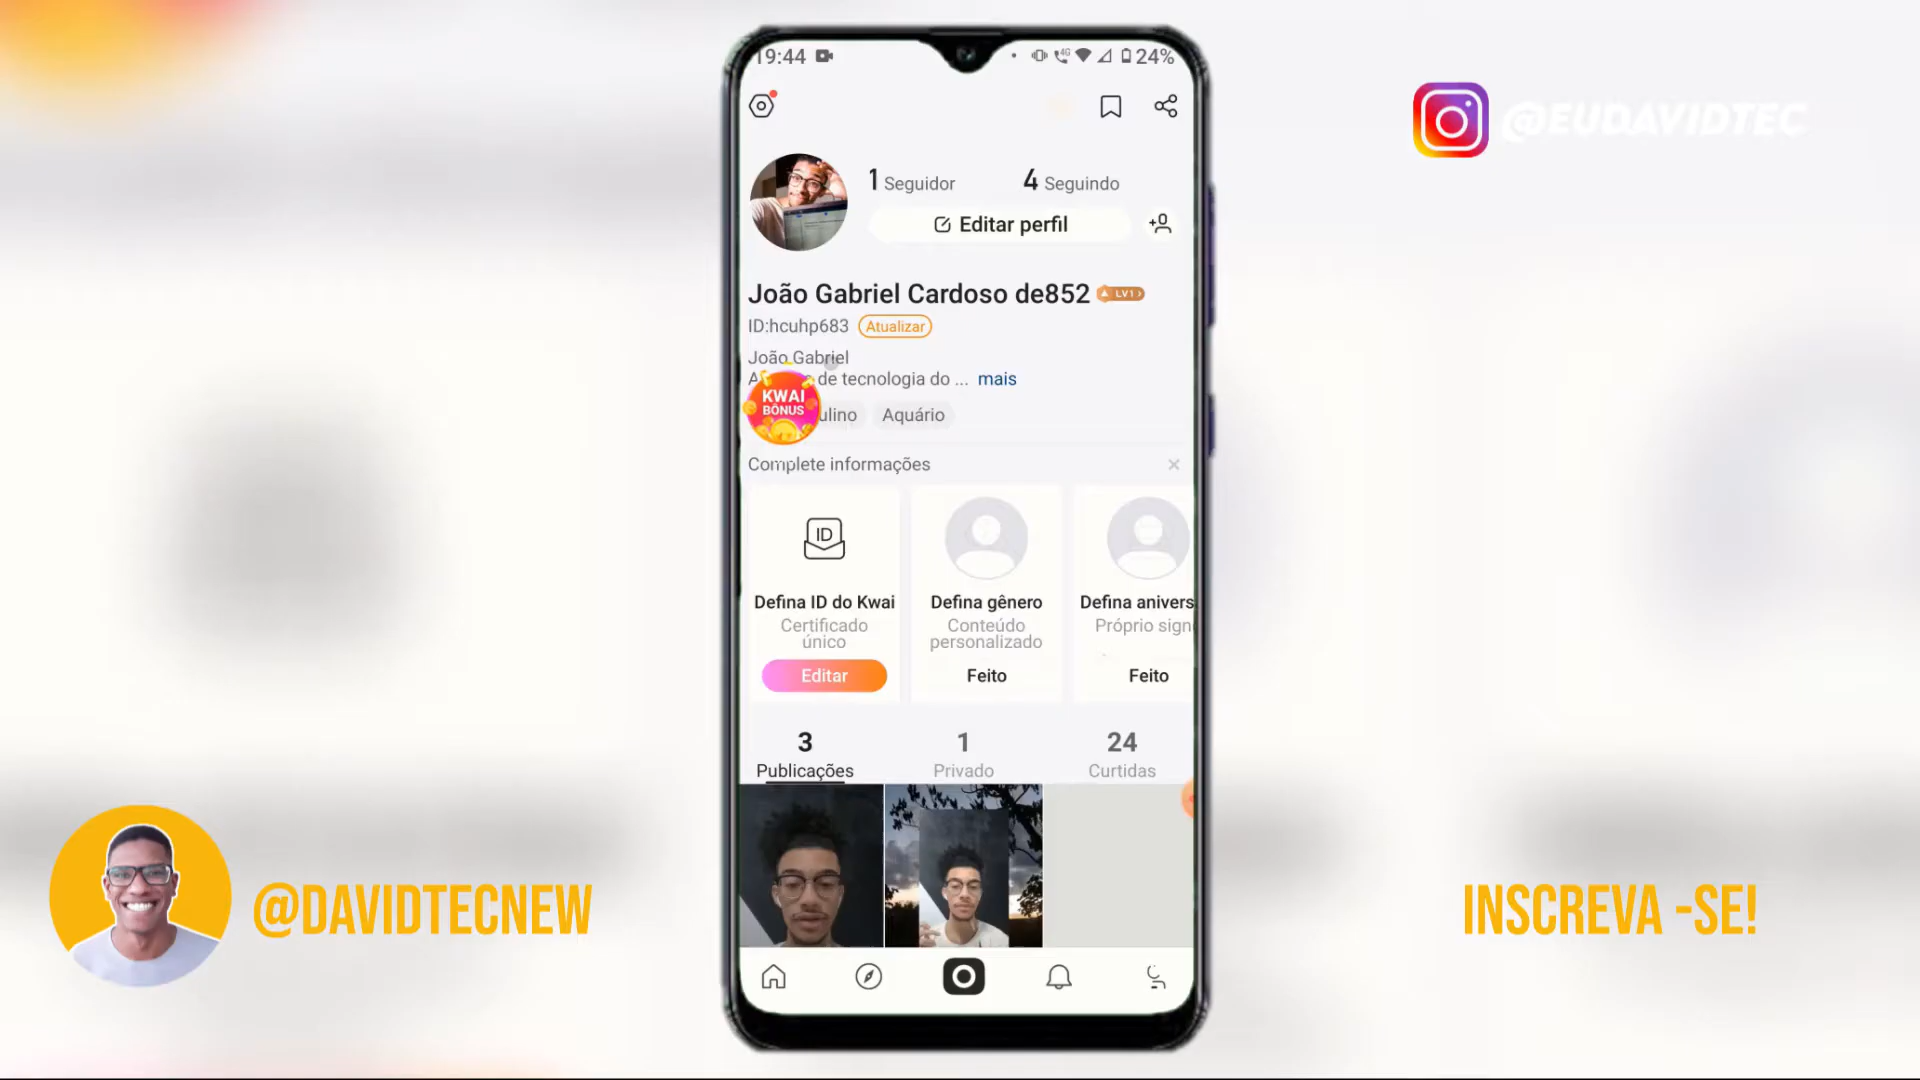 19:44
4G
24%
@EUDAVIDTEC
1 Seguidor
4 Seguindo
Editar perfil
João Gabriel Cardoso de852
LV1
ID:hcuhp683
Atualizar
João Gabriel
de tecnologia do ... mais
KWAI
BÔNUS
ulino
Aquário
Complete informações
ID
Defina ID do Kwai
Certificado
único
Editar
Defina gênero
Conteúdo
personalizado
Feito
Defina anivers
Próprio sign
Feito
3
Publicações
1
Privado
24
Curtidas
@DAVIDTECNEW
INSCREVA -SE!